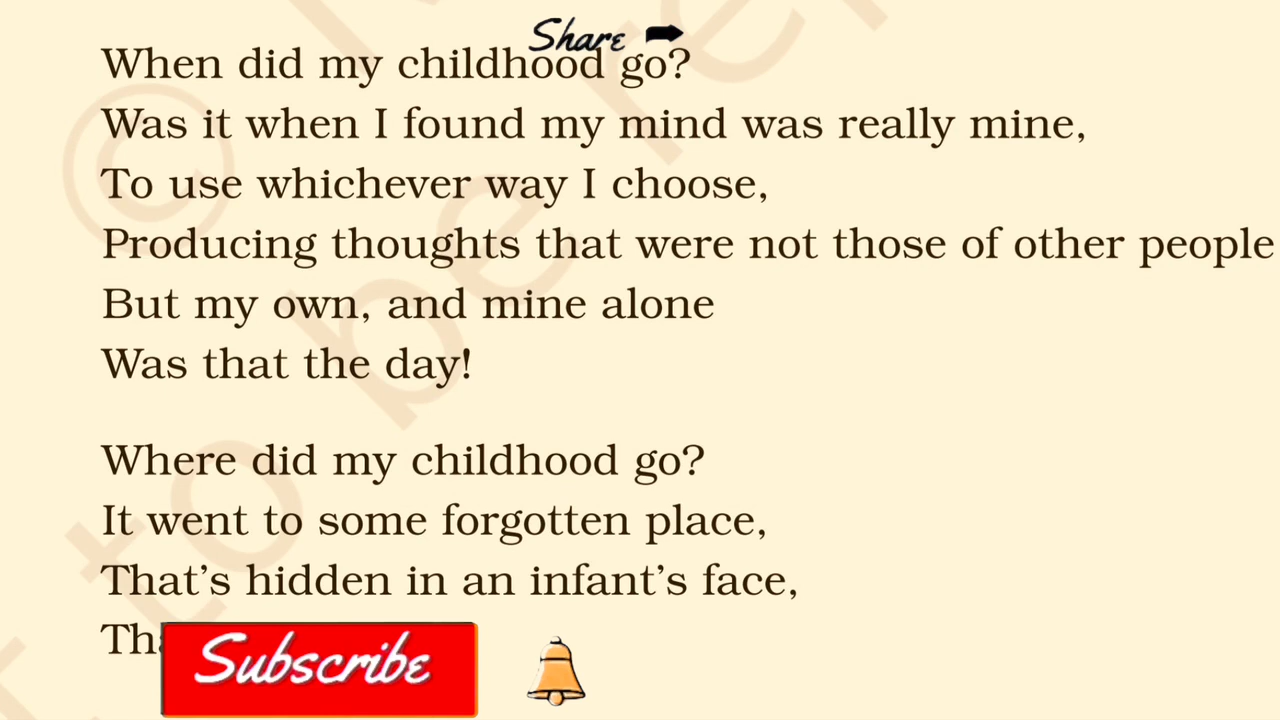 Share
When did my childhood go?
Was it when I found my mind was really mine,
To use whichever way I choose,
Producing thoughts that were not those of other people
But my own, and mine alone
Was that the day!
Where did my childhood go?
It went to some forgotten place,
That’s hidden in an infant’s face,
Subscribe
© 
to be re